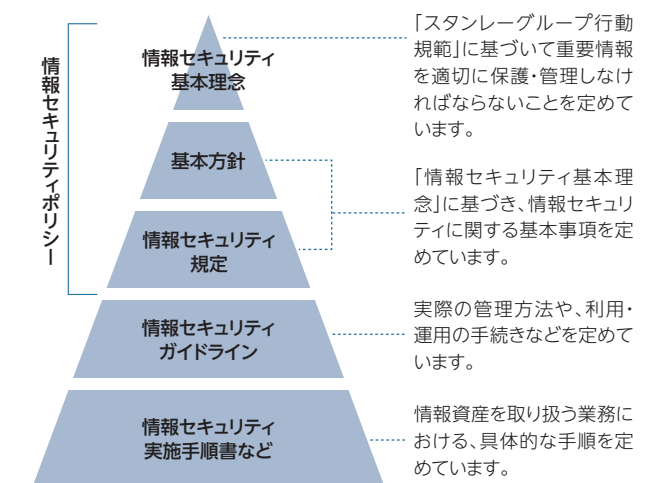 情報セキュリティポリシー
情報セキュリティ
基本理念
「スタンレーグループ行動
規範」に基づいて重要情報
を適切に保護・管理しなけ
ればならないことを定めて
います。
基本方針
情報セキュリティ
規定
「情報セキュリティ基本理
念」に基づき、情報セキュリ
ティに関する基本事項を定
めています。
情報セキュリティ
ガイドライン
実際の管理方法や、利用・
運用の手続きなどを定めて
います。
情報セキュリティ
実施手順書など
情報資産を取り扱う業務に
おける、具体的な手順を定
めています。